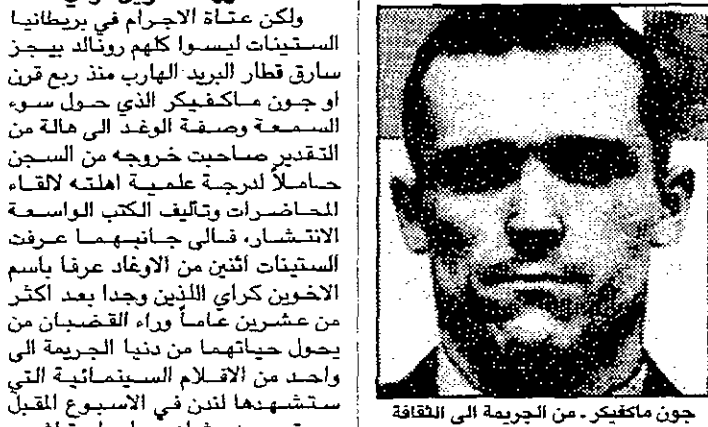 ولكن عتاة الاجرام في بريطانيا
الستينات ليسوا كلهم رونالد بيجز
سارق قطار البريد الهارب منذ ربع قرن
او جون ماكفيكر الذي حول سوء
السمعة وصفة الوغد الى هالة من
التقدير صاحبت خروجه من السجن
حاملاً لدرجة علمية اهلته لالقاء
المحاضرات وتأليف الكتب الواسعة
الانتشار، فالى جانبهما عرفت
الستينات اثنين من الاوغاد عرفا باسم
الاخوين كراي اللذين وجدا بعد اكثر
من عشرين عاماً وراء القضبان من
يحول حياتهما من دنيا الجريمة الى
واحد من الافلام السينمائية التي
ستشهدها لندن في الاسبوع المقبل
جون ماكفيكر - من الجريمة الى الثقافة